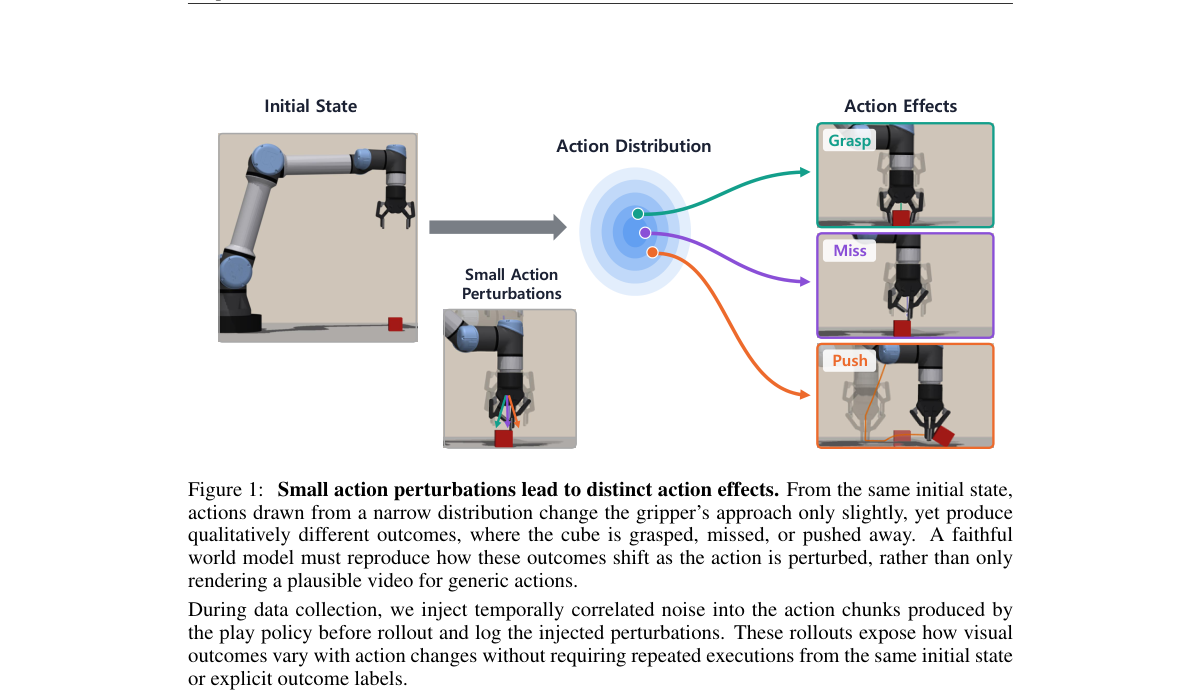 Initial State
Action Distribution
Small Action
Perturbations
Action Effects
Grasp
Miss
Push
Figure 1: Small action perturbations lead to distinct action effects. From the same initial state,
actions drawn from a narrow distribution change the gripper's approach only slightly, yet produce
qualitatively different outcomes, where the cube is grasped, missed, or pushed away. A faithful
world model must reproduce how these outcomes shift as the action is perturbed, rather than only
rendering a plausible video for generic actions.
During data collection, we inject temporally correlated noise into the action chunks produced by
the play policy before rollout and log the injected perturbations. These rollouts expose how visual
outcomes vary with action changes without requiring repeated executions from the same initial state
or explicit outcome labels.